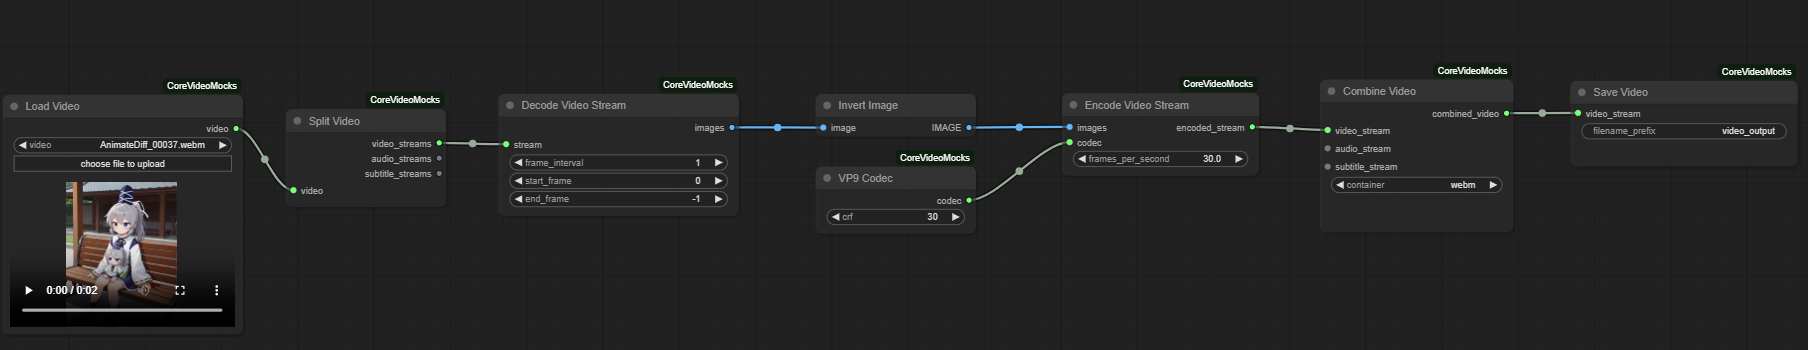 CoreVideoMocks
Load Video
video
video AnimateDiff_00037.webm
choose file to upload
0:00 / 0:02
CoreVideoMocks
Split Video
video_streams
audio_streams
subtitle_streams
video
CoreVideoMocks
Decode Video Stream
images
stream
frame_interval 1
start_frame 0
end_frame -1
Invert Image
image IMAGE
CoreVideoMocks
VP9 Codec
codec
crf 30
CoreVideoMocks
Encode Video Stream
images encoded_stream
codec
frames_per_second 30.0
CoreVideoMocks
Combine Video
combined_video
video_stream
audio_stream
subtitle_stream
container webm
CoreVideoMocks
Save Video
video_stream
filename_prefix video_output